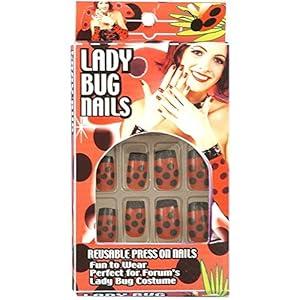 LADY
BUG
NAILS
REUSABLE PRESS ON NAILS
Fun to Wear
Perfect for Forum's
Lady Bug Costume
LADY BUG